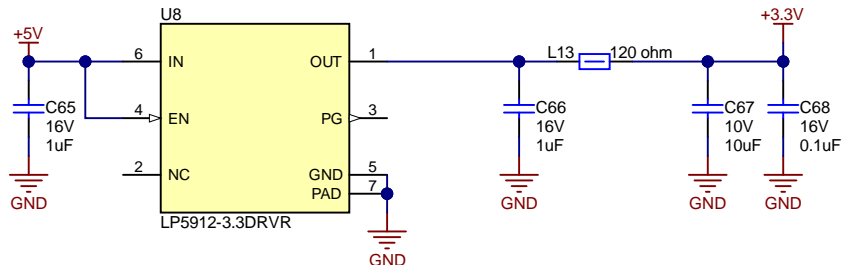 U8
+5V
+3.3V
6 IN
OUT 1
L13 120 ohm
C65
16V
1uF
4 EN
PG 3
C66
16V
1uF
C67
10V
10uF
C68
16V
0.1uF
2 NC
GND 5
PAD 7
GND
GND
GND
GND
LP5912-3.3DRVR
GND